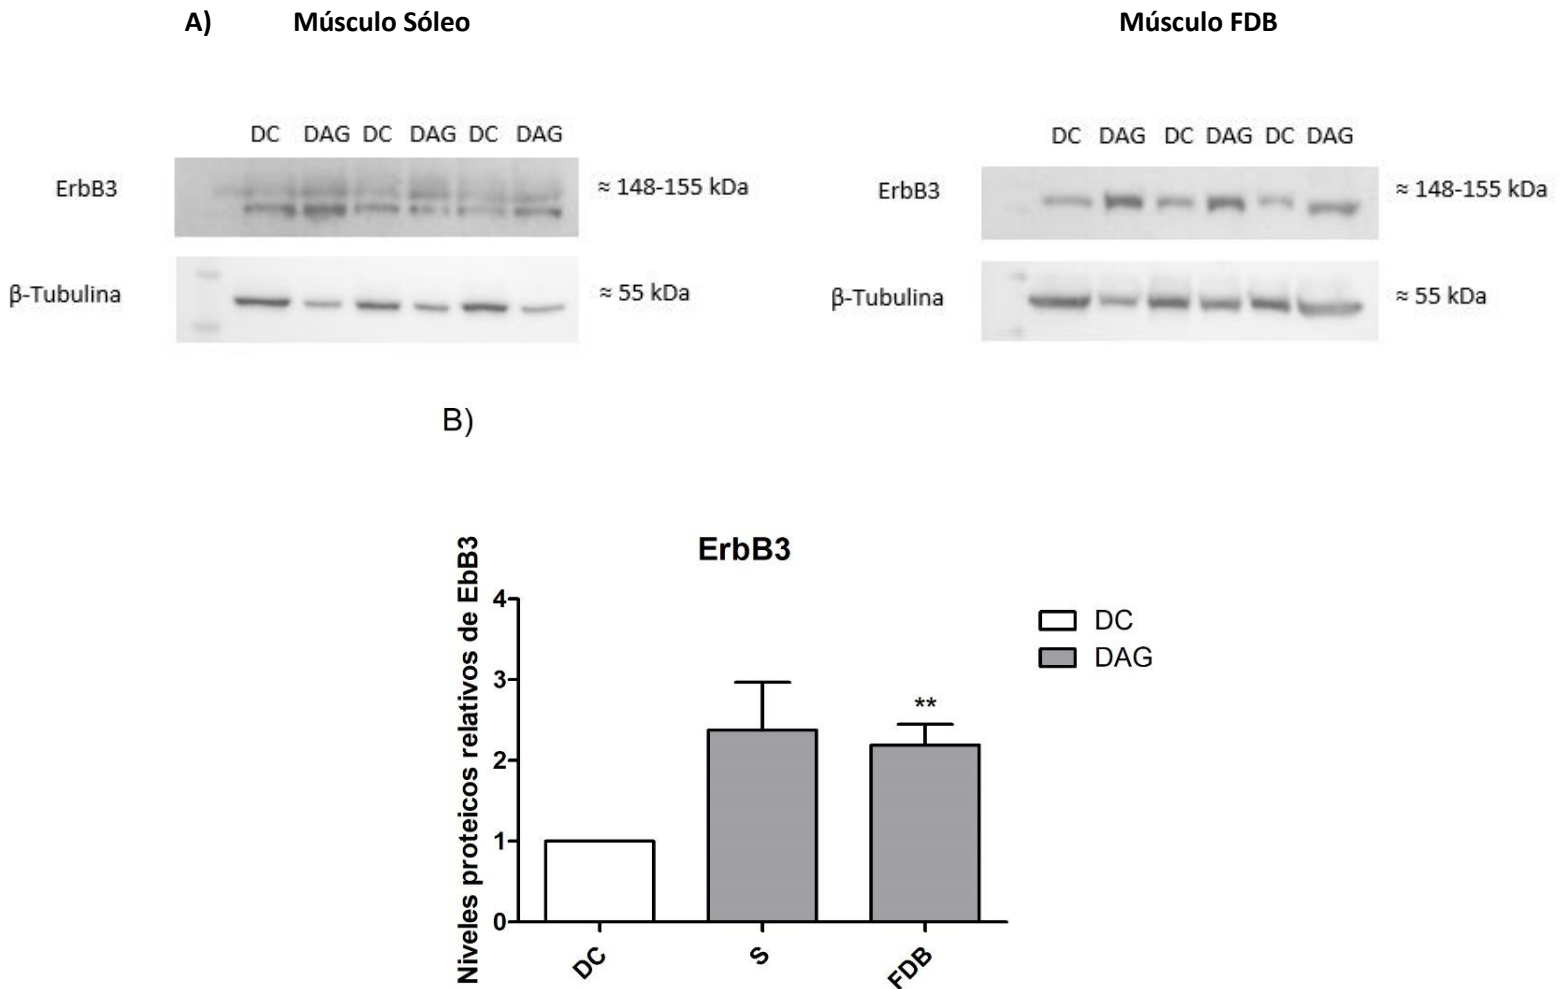 A) Músculo Sóleo Músculo FDB
DC DAG DC DAG DC DAG
ErbB3 ≈ 148-155 kDa
β-Tubulina ≈ 55 kDa
DC DAG DC DAG DC DAG
ErbB3 ≈ 148-155 kDa
β-Tubulina ≈ 55 kDa
B)
ErbB3
Niveles proteicos relativos de EbB3
4
3
2
1
0
**
DC
S
FDB
DC
DAG